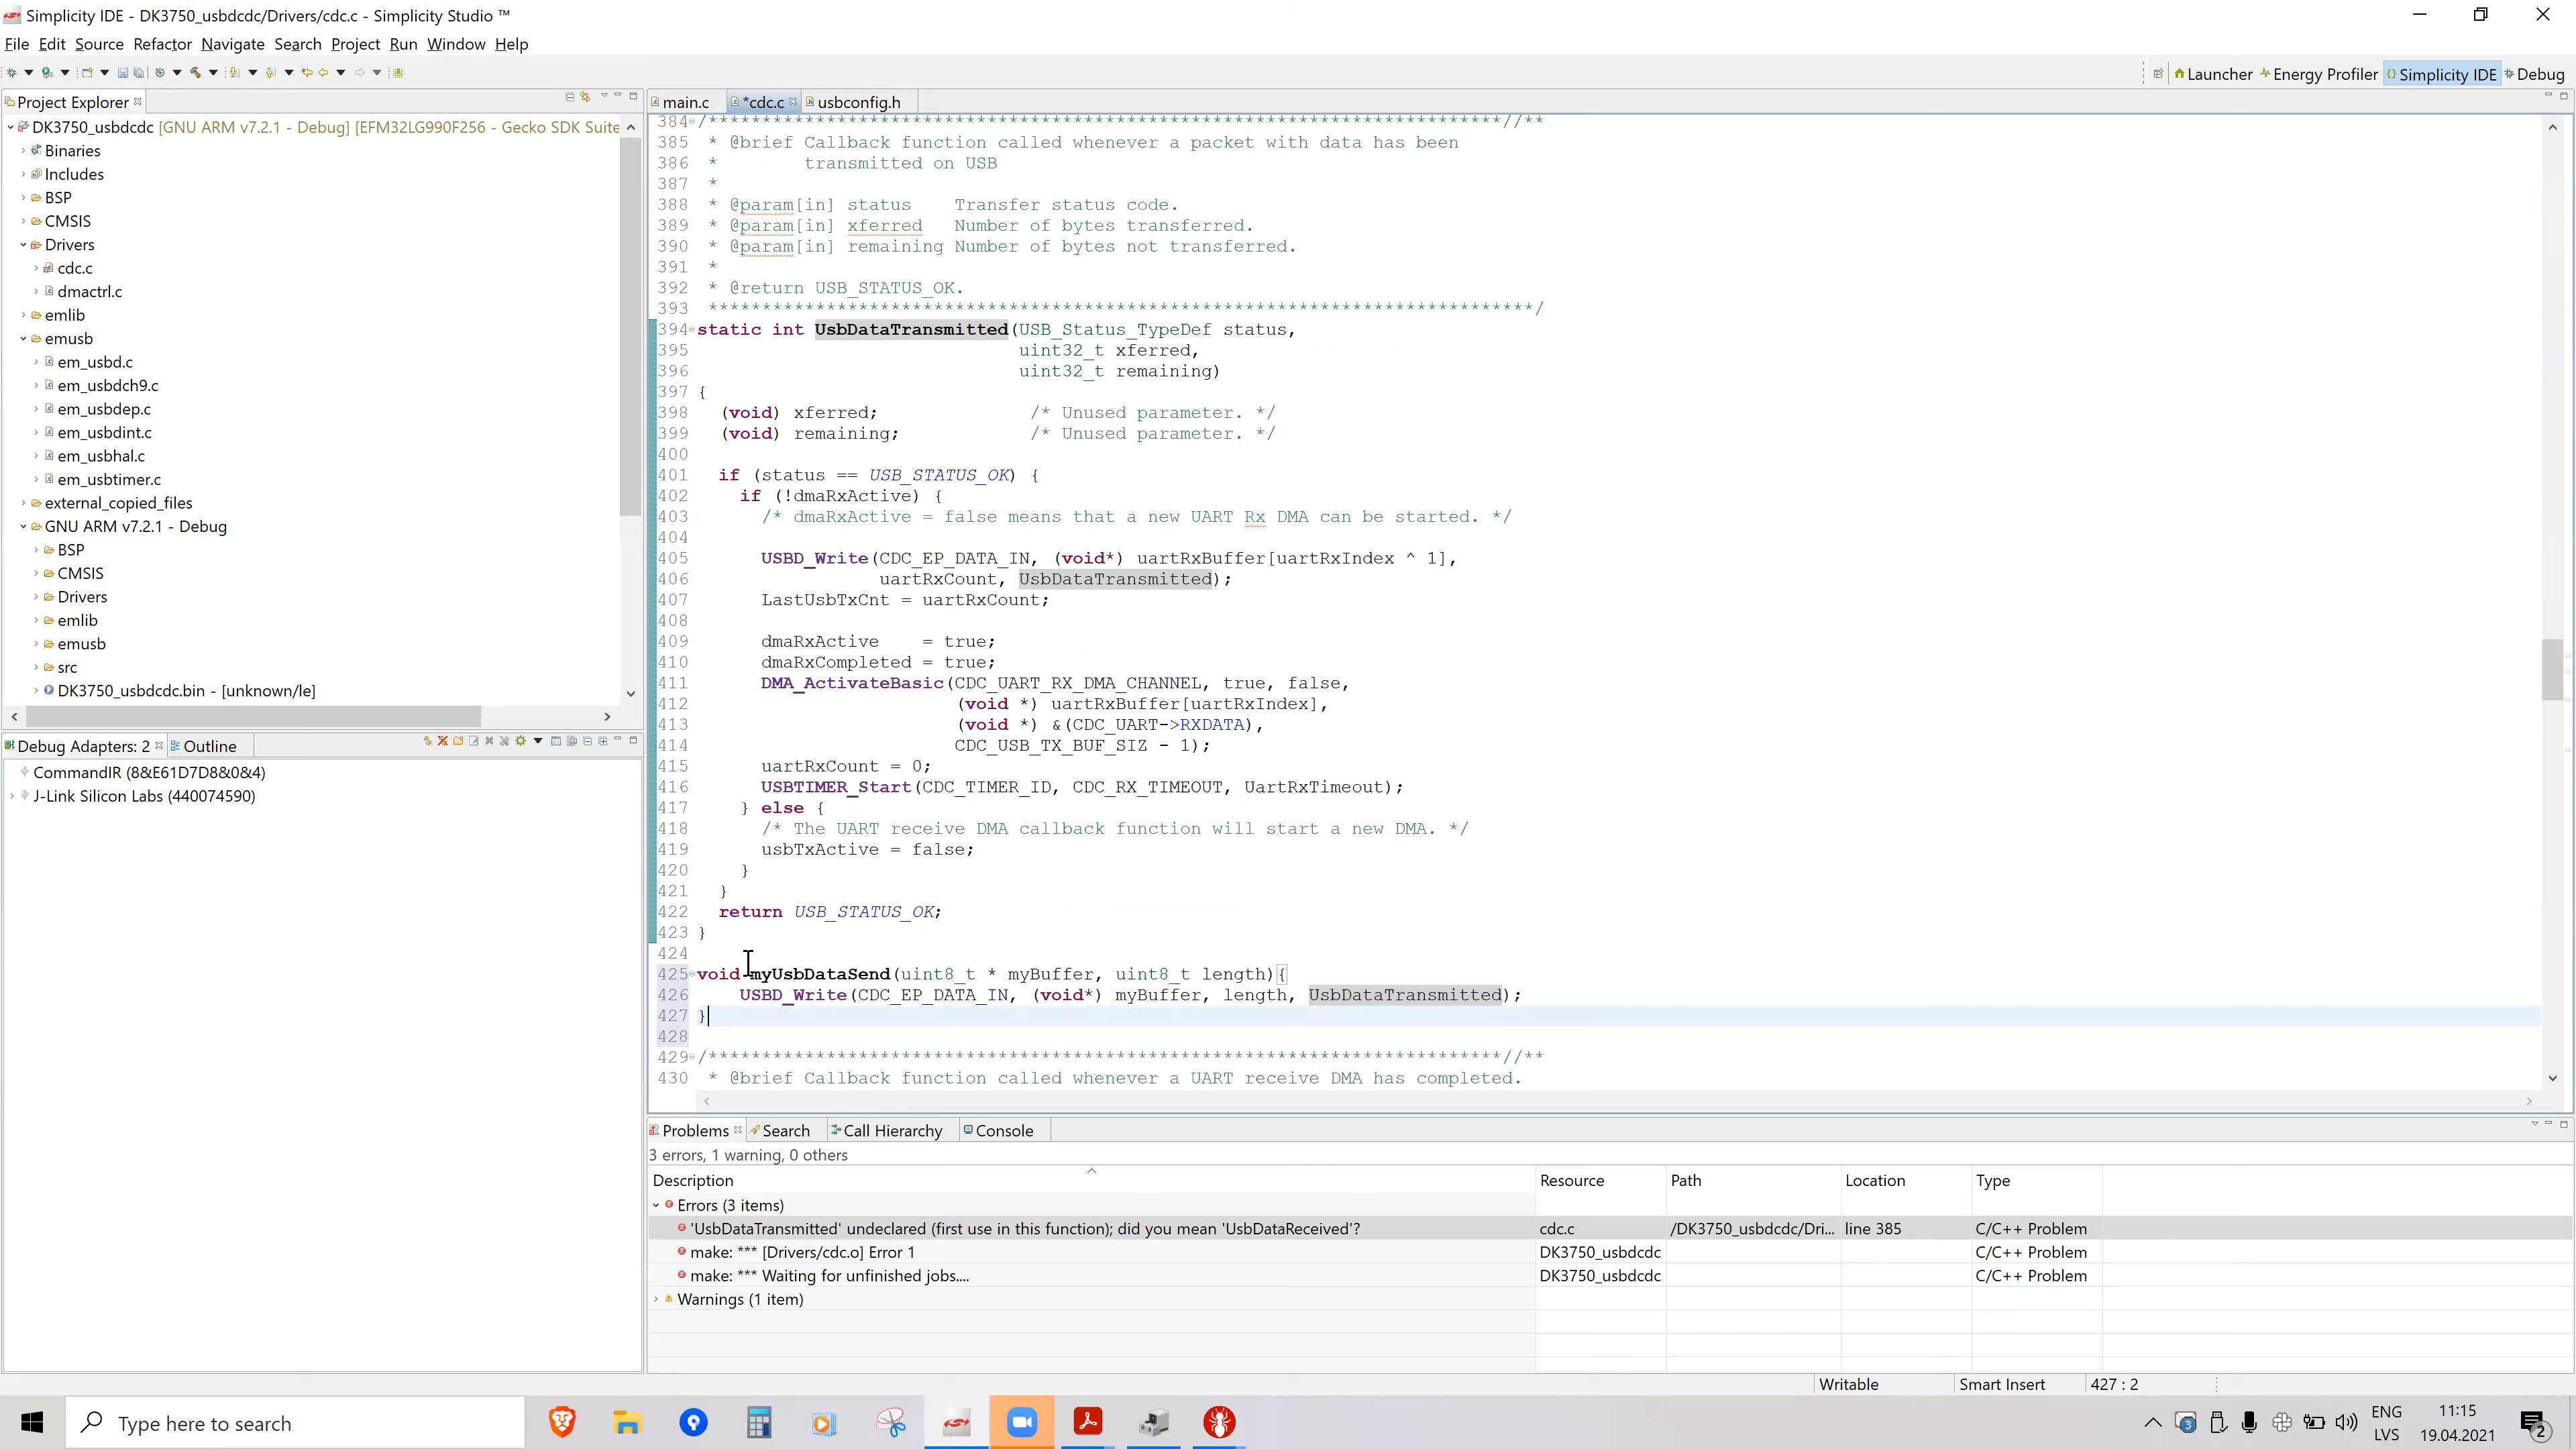 Simplicity IDE - DK3750_usbdcdc/Drivers/cdc.c - Simplicity Studio ™
File Edit Source Refactor Navigate Search Project Run Window Help
Launcher Energy Profiler Simplicity IDE Debug
Project Explorer
main.c *cdc.c usbconfig.h
DK3750_usbdcdc [GNU ARM v7.2.1 - Debug] [EFM32LG990F256 - Gecko SDK Suite
Binaries
Includes
BSP
CMSIS
Drivers
cdc.c
dmactrl.c
emlib
emusb
em_usbd.c
em_usbdch9.c
em_usbdep.c
em_usbdint.c
em_usbhal.c
em_usbtimer.c
external_copied_files
GNU ARM v7.2.1 - Debug
BSP
CMSIS
Drivers
emlib
emusb
src
DK3750_usbdcdc.bin - [unknown/le]
Debug Adapters: 2 Outline
CommandIR (8&E61D7D8&0&4)
J-Link Silicon Labs (440074590)
384 /**************************************************************************//**
385 * @brief Callback function called whenever a packet with data has been
386 * transmitted on USB
387 *
388 * @param[in] status Transfer status code.
389 * @param[in] xferred Number of bytes transferred.
390 * @param[in] remaining Number of bytes not transferred.
391 *
392 * @return USB_STATUS_OK.
393 *****************************************************************************/
394 static int UsbDataTransmitted(USB_Status_TypeDef status,
395 uint32_t xferred,
396 uint32_t remaining)
397 {
398 (void) xferred; /* Unused parameter. */
399 (void) remaining; /* Unused parameter. */
400
401 if (status == USB_STATUS_OK) {
402 if (!dmaRxActive) {
403 /* dmaRxActive = false means that a new UART Rx DMA can be started. */
404
405 USBD_Write(CDC_EP_DATA_IN, (void*) uartRxBuffer[uartRxIndex ^ 1],
406 uartRxCount, UsbDataTransmitted);
407 LastUsbTxCnt = uartRxCount;
408
409 dmaRxActive = true;
410 dmaRxCompleted = true;
411 DMA_ActivateBasic(CDC_UART_RX_DMA_CHANNEL, true, false,
412 (void *) uartRxBuffer[uartRxIndex],
413 (void *) &(CDC_UART->RXDATA),
414 CDC_USB_TX_BUF_SIZ - 1);
415 uartRxCount = 0;
416 USBTIMER_Start(CDC_TIMER_ID, CDC_RX_TIMEOUT, UartRxTimeout);
417 } else {
418 /* The UART receive DMA callback function will start a new DMA. */
419 usbTxActive = false;
420 }
421 }
422 return USB_STATUS_OK;
423 }
424
425 void myUsbDataSend(uint8_t * myBuffer, uint8_t length){
426 USBD_Write(CDC_EP_DATA_IN, (void*) myBuffer, length, UsbDataTransmitted);
427 }
428
429 /**************************************************************************//**
430 * @brief Callback function called whenever a UART receive DMA has completed.
Problems Search Call Hierarchy Console
3 errors, 1 warning, 0 others
Description Resource Path Location Type
Errors (3 items)
'UsbDataTransmitted' undeclared (first use in this function); did you mean 'UsbDataReceived'? cdc.c /DK3750_usbdcdc/Dri... line 385 C/C++ Problem
make: *** [Drivers/cdc.o] Error 1 DK3750_usbdcdc C/C++ Problem
make: *** Waiting for unfinished jobs.... DK3750_usbdcdc C/C++ Problem
Warnings (1 item)
Writable Smart Insert 427 : 2
Type here to search
3
ENG
LVS
11:15
19.04.2021
2